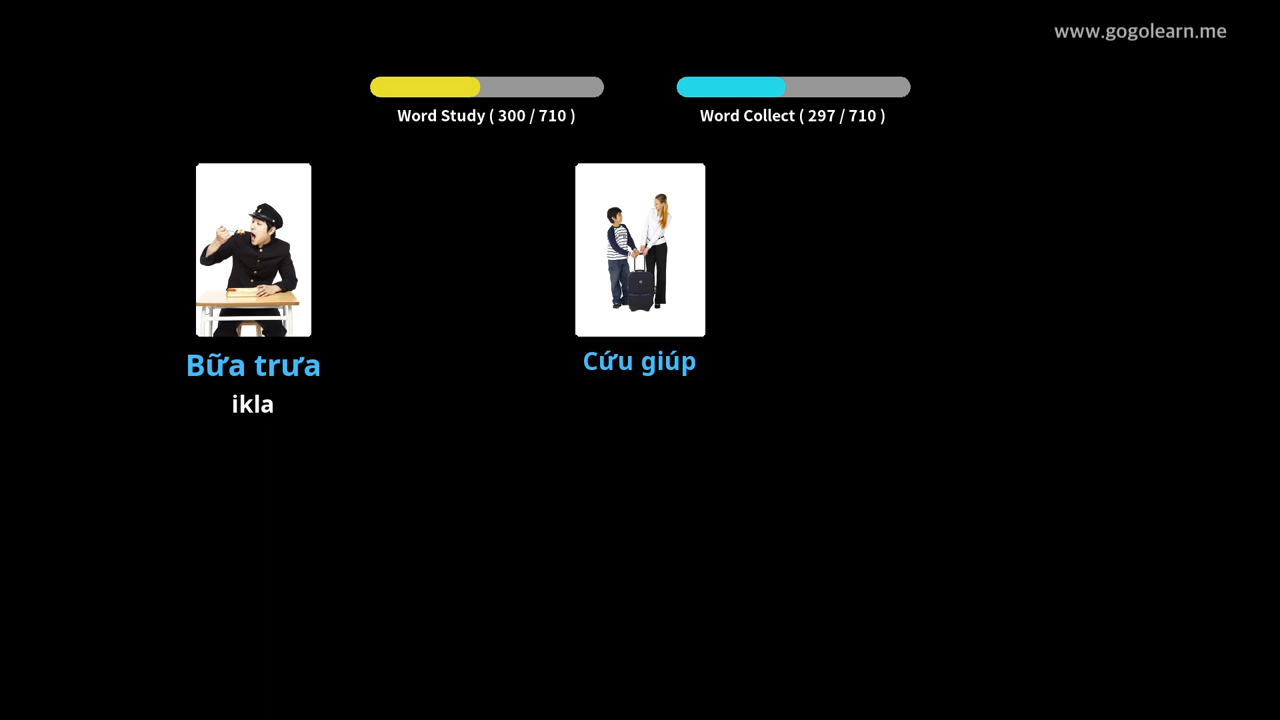 www.gogolearn.me
Word Study ( 300 / 710 )
Word Collect ( 297 / 710 )
Bữa trưa
ikla
Cứu giúp